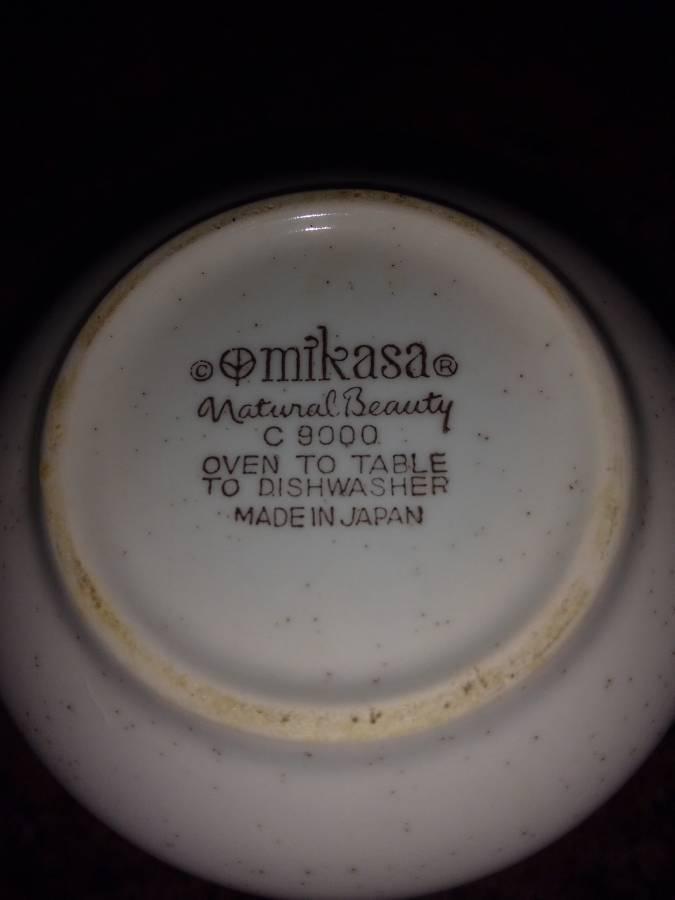 © mikasa®
Natural Beauty
C 9000
OVEN TO TABLE
TO DISHWASHER
MADE IN JAPAN